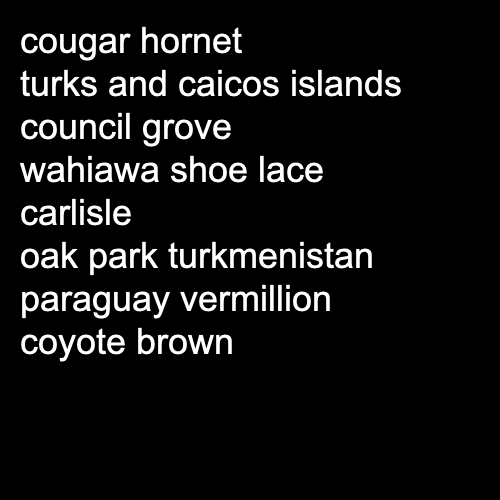 cougar hornet
turks and caicos islands
council grove
wahiawa shoe lace
carlisle
oak park turkmenistan
paraguay vermillion
coyote brown